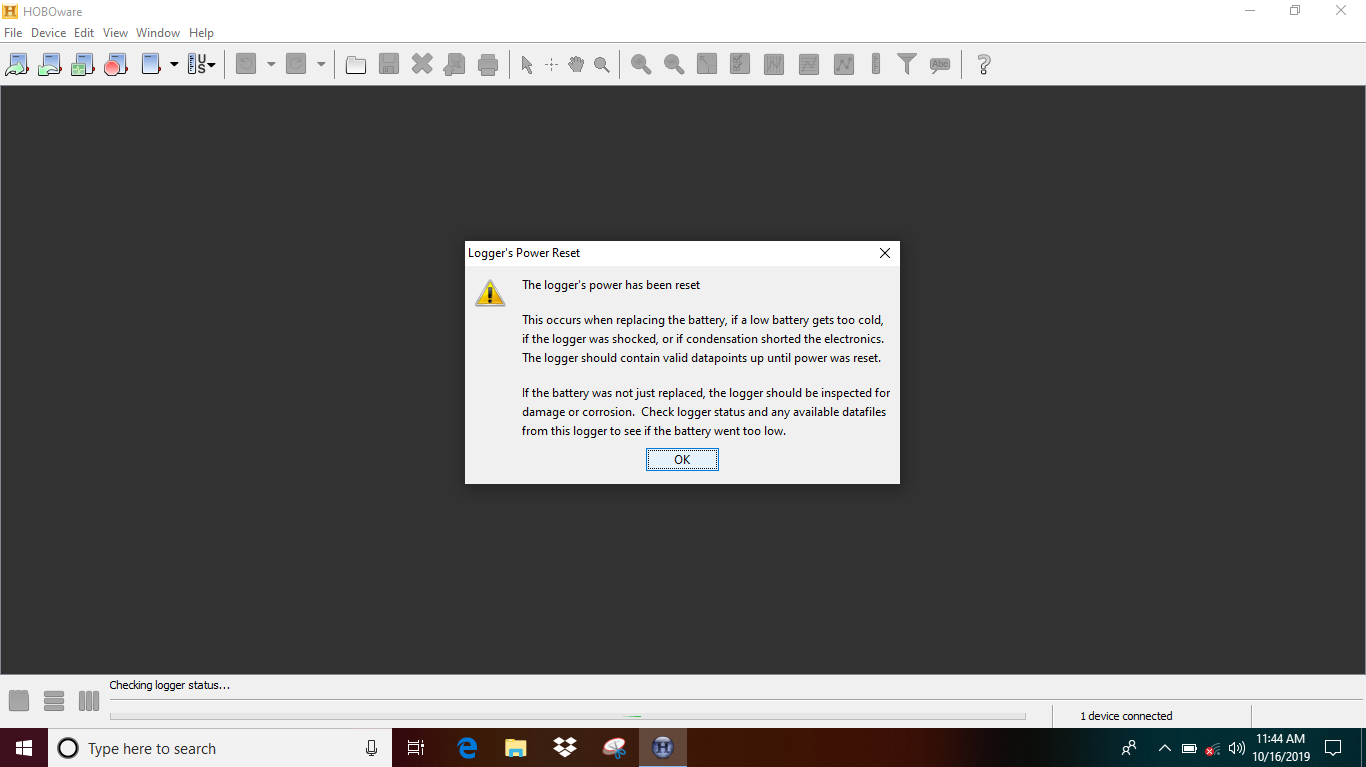 HOBOware
File Device Edit View Window Help
US
Abc
Logger's Power Reset
The logger's power has been reset
This occurs when replacing the battery, if a low battery gets too cold,
if the logger was shocked, or if condensation shorted the electronics.
The logger should contain valid datapoints up until power was reset.
If the battery was not just replaced, the logger should be inspected for
damage or corrosion.  Check logger status and any available datafiles
from this logger to see if the battery went too low.
OK
Checking logger status...
1 device connected
Type here to search
11:44 AM
10/16/2019